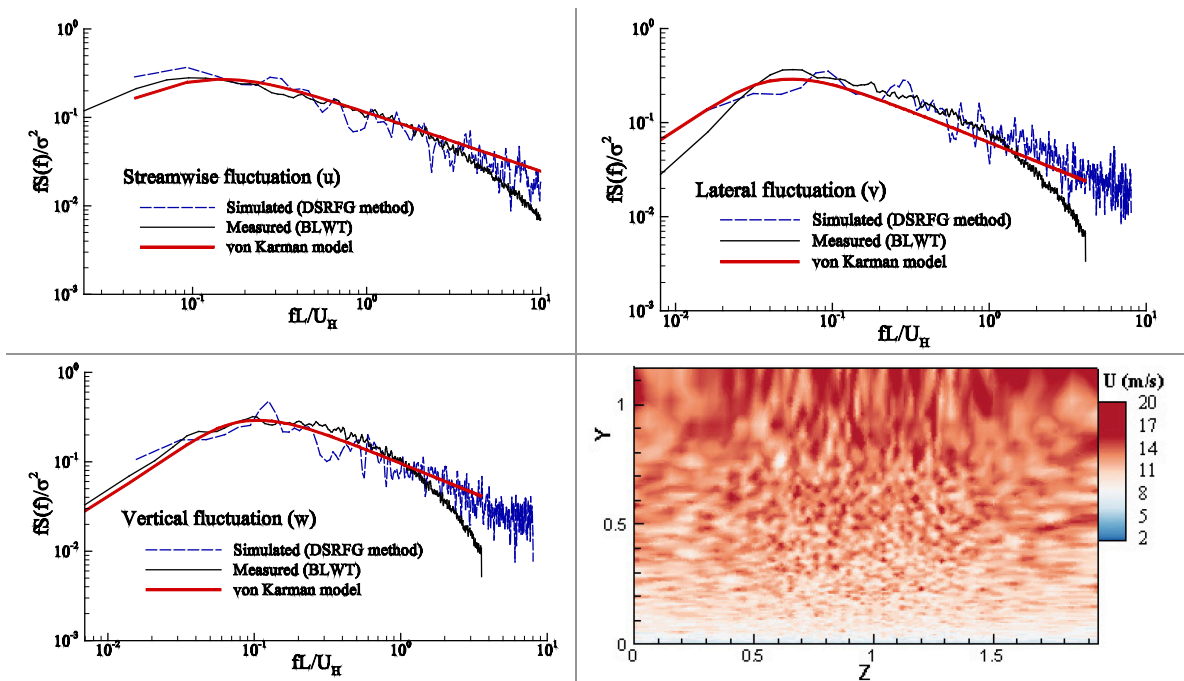 10⁰
10⁻¹
10⁻²
10⁻³
fS(f)/σ²
Streamwise fluctuation (u)
Simulated (DSRFG method)
Measured (BLWT)
von Karman model
10⁻¹
10⁰
10¹
fL/U_H
10⁰
10⁻¹
10⁻²
10⁻³
fS(f)/σ²
Lateral fluctuation (v)
Simulated (DSRFG method)
Measured (BLWT)
von Karman model
10⁻²
10⁻¹
10⁰
10¹
fL/U_H
10⁰
10⁻¹
10⁻²
10⁻³
fS(f)/σ²
Vertical fluctuation (w)
Simulated (DSRFG method)
Measured (BLWT)
von Karman model
10⁻²
10⁻¹
10⁰
10¹
fL/U_H
1
0.5
0
Y
0
0.5
1
1.5
Z
U (m/s)
20
17
14
11
8
5
2